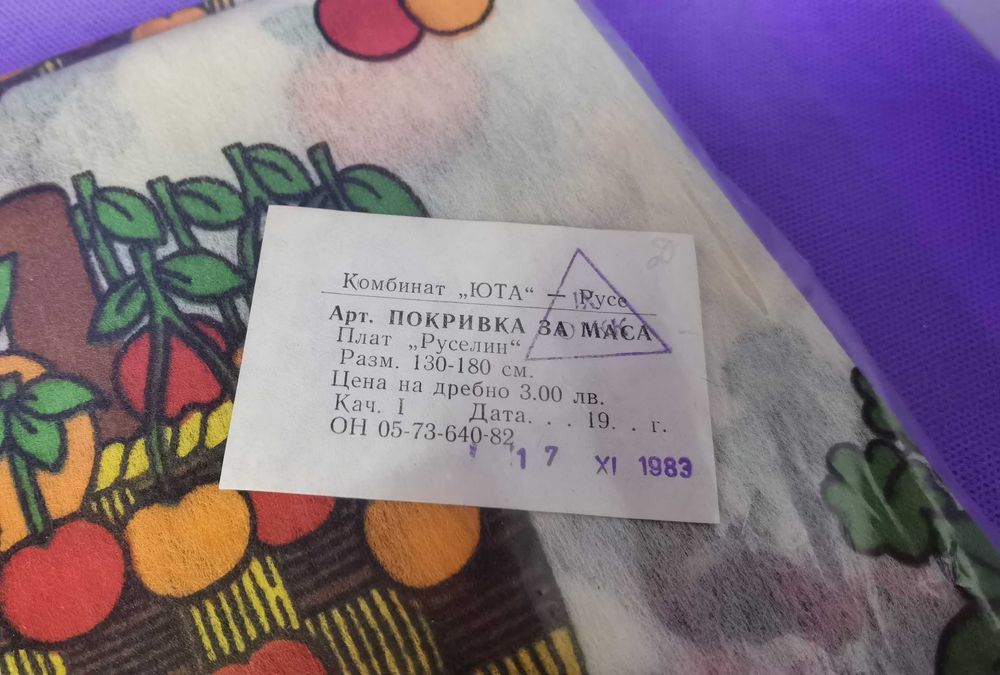 Комбинат „ЮТА“ — Русе
Арт. ПОКРИВКА ЗА МАСА
Плат „Руселин“
Разм. 130-180 см.
Цена на дребно 3.00 лв.
Кач. I Дата. . . 19. . г.
ОН 05-73-640-82
17 XI 1983